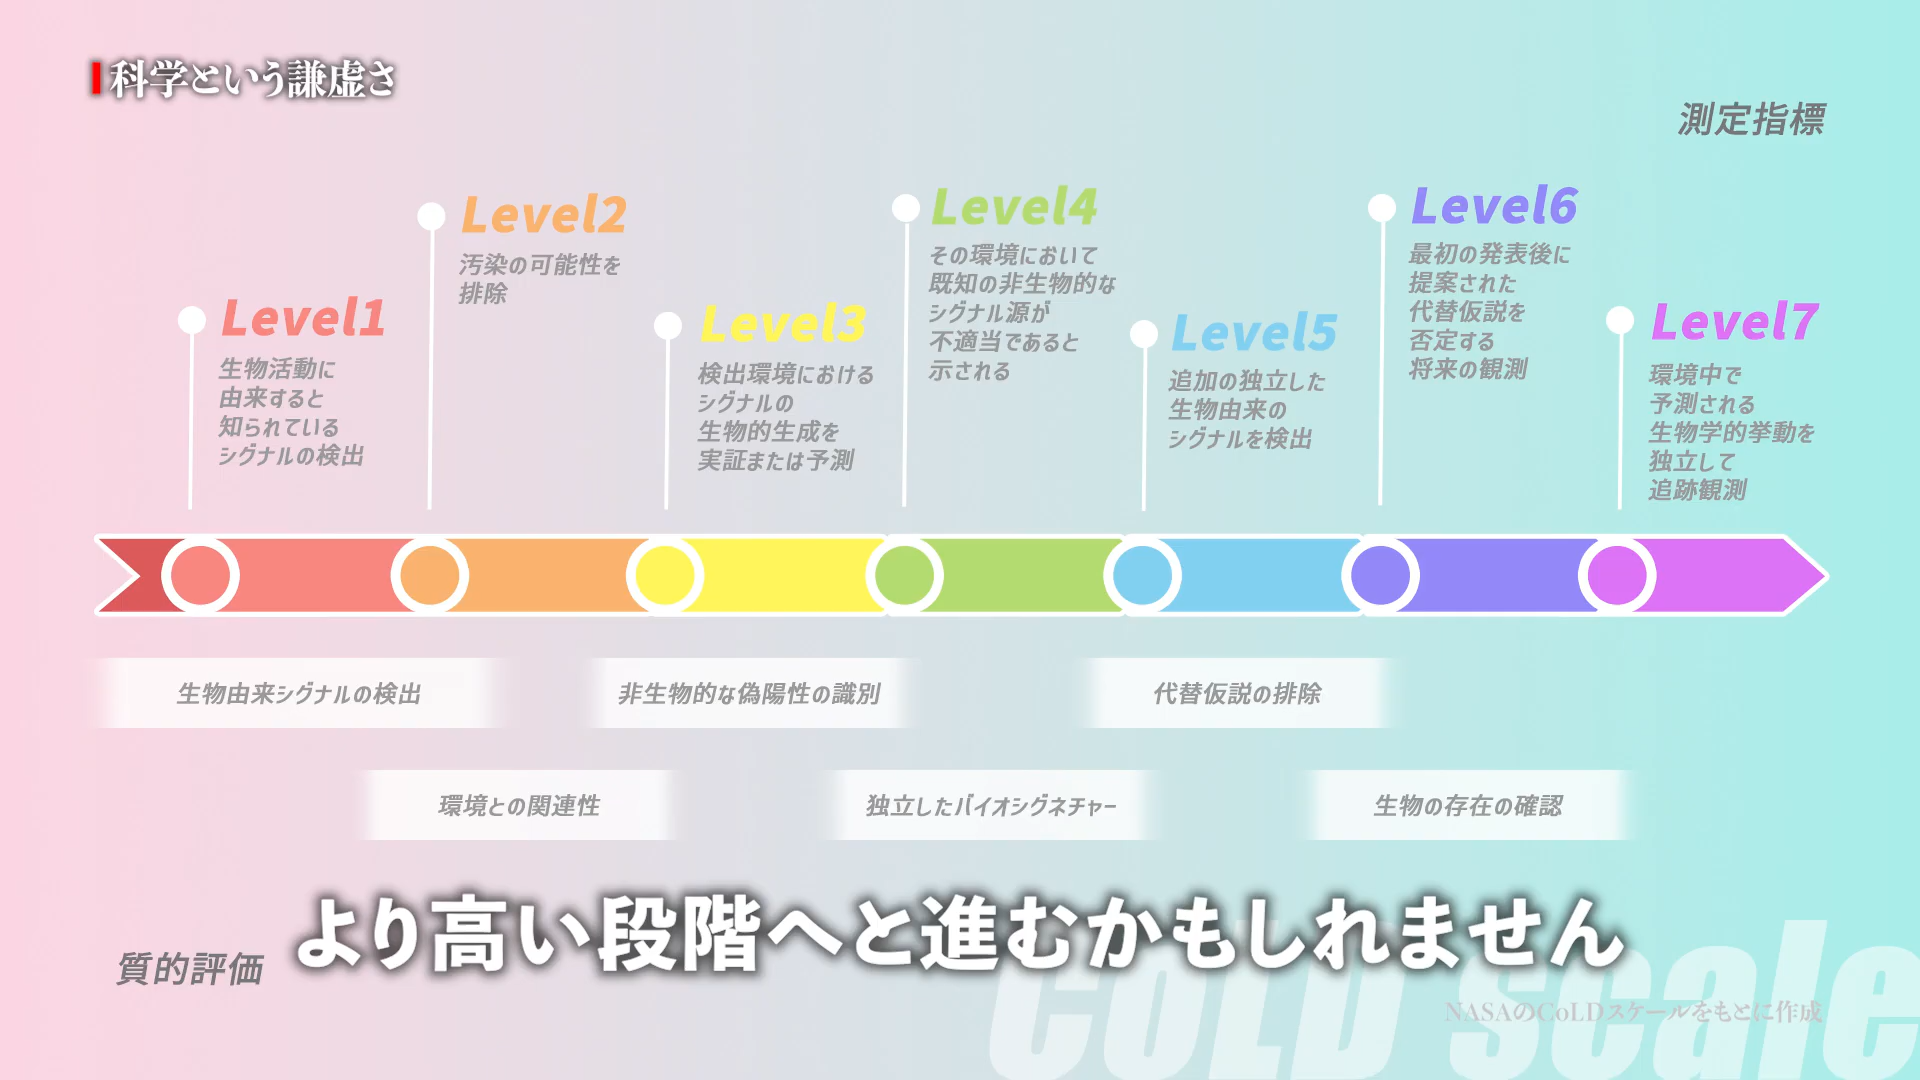 科学という謙虚さ
測定指標
Level1
生物活動に
由来すると
知られている
シグナルの検出
Level2
汚染の可能性を
排除
Level3
検出環境における
シグナルの
生物的生成を
実証または予測
Level4
その環境において
既知の非生物的な
シグナル源が
不適当であると
示される
Level5
追加の独立した
生物由来の
シグナルを検出
Level6
最初の発表後に
提案された
代替仮説を
否定する
将来の観測
Level7
環境中で
予測される
生物学的挙動を
独立して
追跡観測
生物由来シグナルの検出
非生物的な偽陽性の識別
代替仮説の排除
環境との関連性
独立したバイオシグネチャー
生物の存在の確認
より高い段階へと進むかもしれません
質的評価
CoLD scale
NASAのCoLDスケールをもとに作成